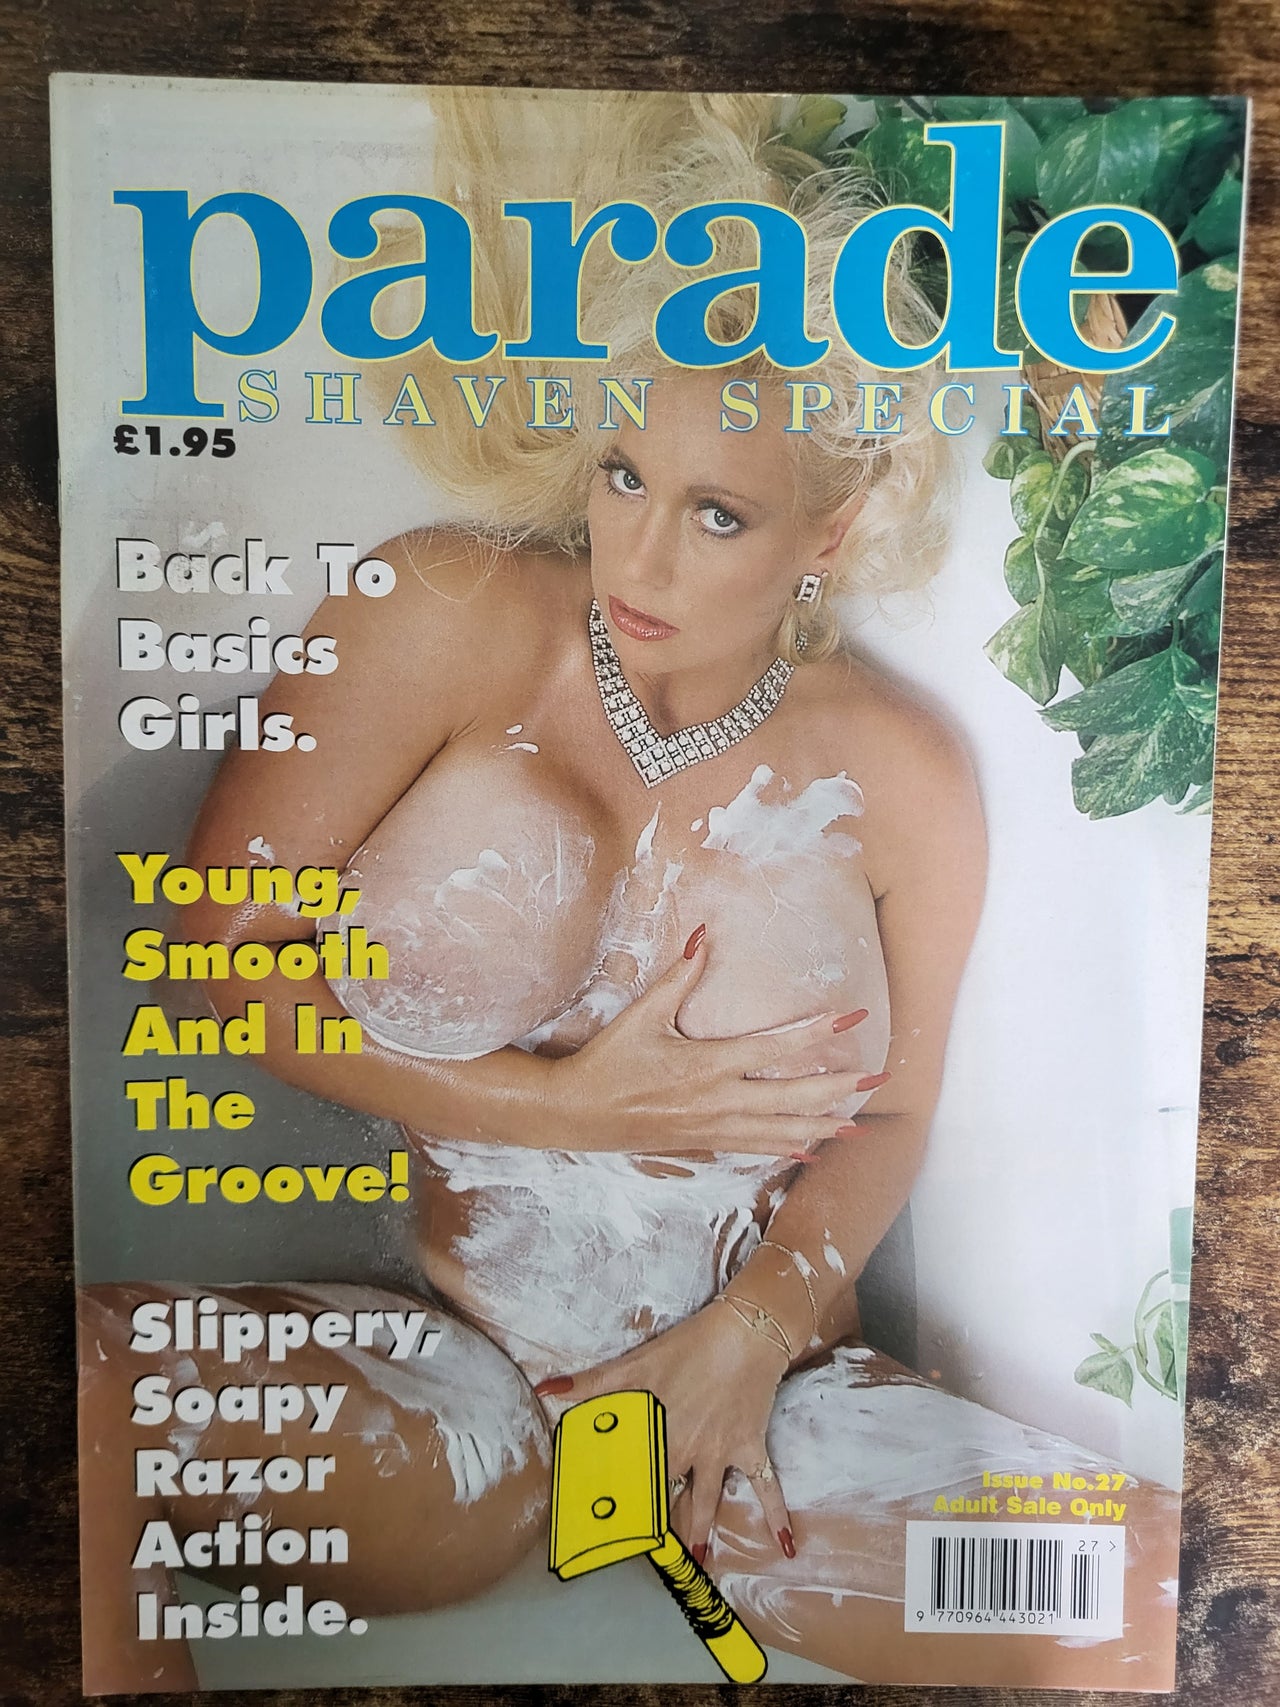 parade
SHAVEN SPECIAL
£1.95
Back To
Basics
Girls.
Young,
Smooth
And In
The
Groove!
Slippery,
Soapy
Razor
Action
Inside.
Issue No.27
Adult Sale Only
27 >
9 770964 443021